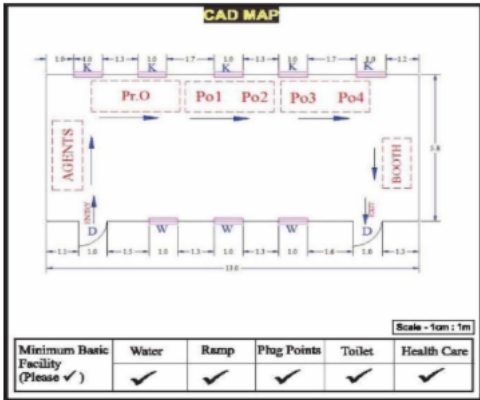 CAD MAP
1.0 1.0 1.3 1.0 1.7 1.0 1.3 1.0 1.7 1.0 1.2
K K K K K
Pr.O Po1 Po2 Po3 Po4
AGENTS
BOOTH
5.8
ENTRY
EXIT
D W W W D
1.0 1.5 1.0 1.3 1.0 1.3 1.0 1.6 1.0
13.0
Scale - 1cm : 1m
Minimum Basic Facility (Please ✓) Water Ramp Plug Points Toilet Health Care
✓ ✓ ✓ ✓ ✓